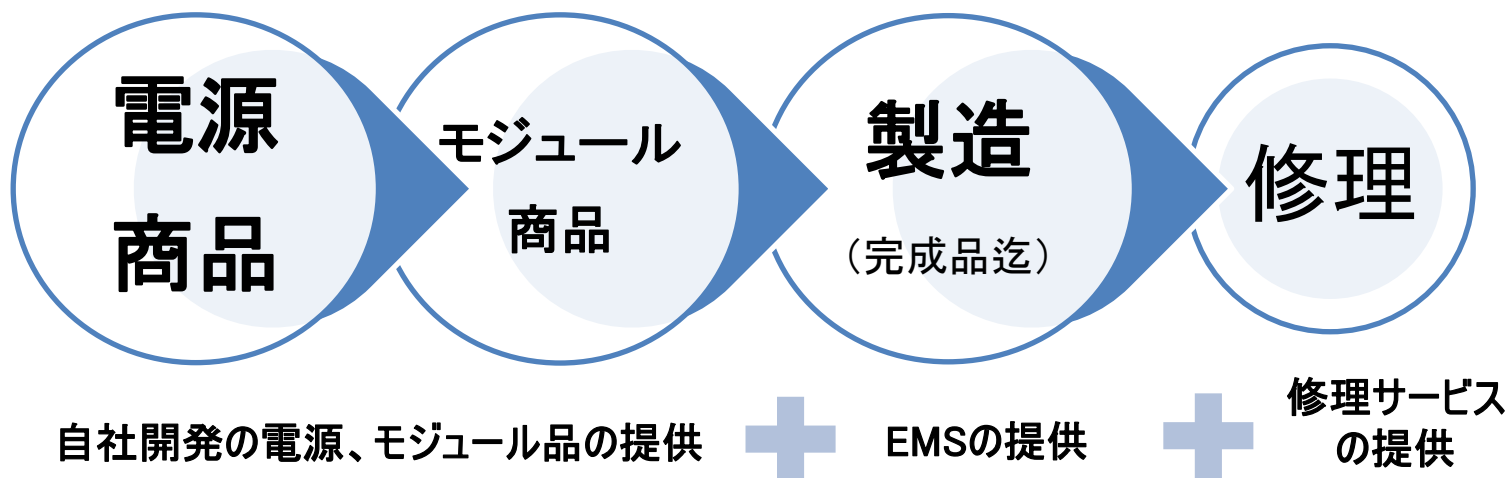 電源
商品
モジュール
商品
製造
（完成品迄）
修理
自社開発の電源、モジュール品の提供
EMSの提供
修理サービス
の提供